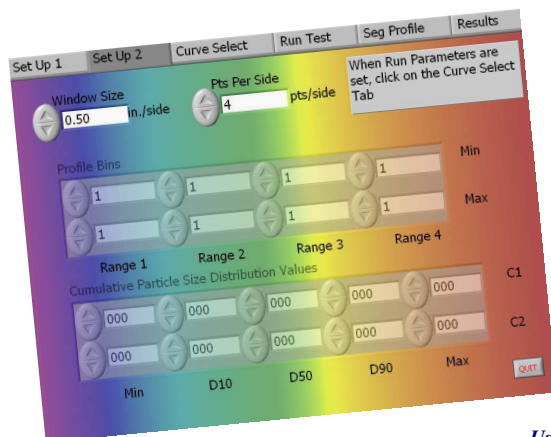 Set Up 1 Set Up 2 Curve Select Run Test Seg Profile Results
When Run Parameters are
set, click on the Curve Select
Tab
Window Size
0.50 in./side
Pts Per Side
4 pts/side
Profile Bins
1 1 1 1 Min
1 1 1 1 Max
Range 1 Range 2 Range 3 Range 4
Cumulative Particle Size Distribution Values
000 000 000 000 000 C1
000 000 000 000 000 C2
Min D10 D50 D90 Max
QUIT